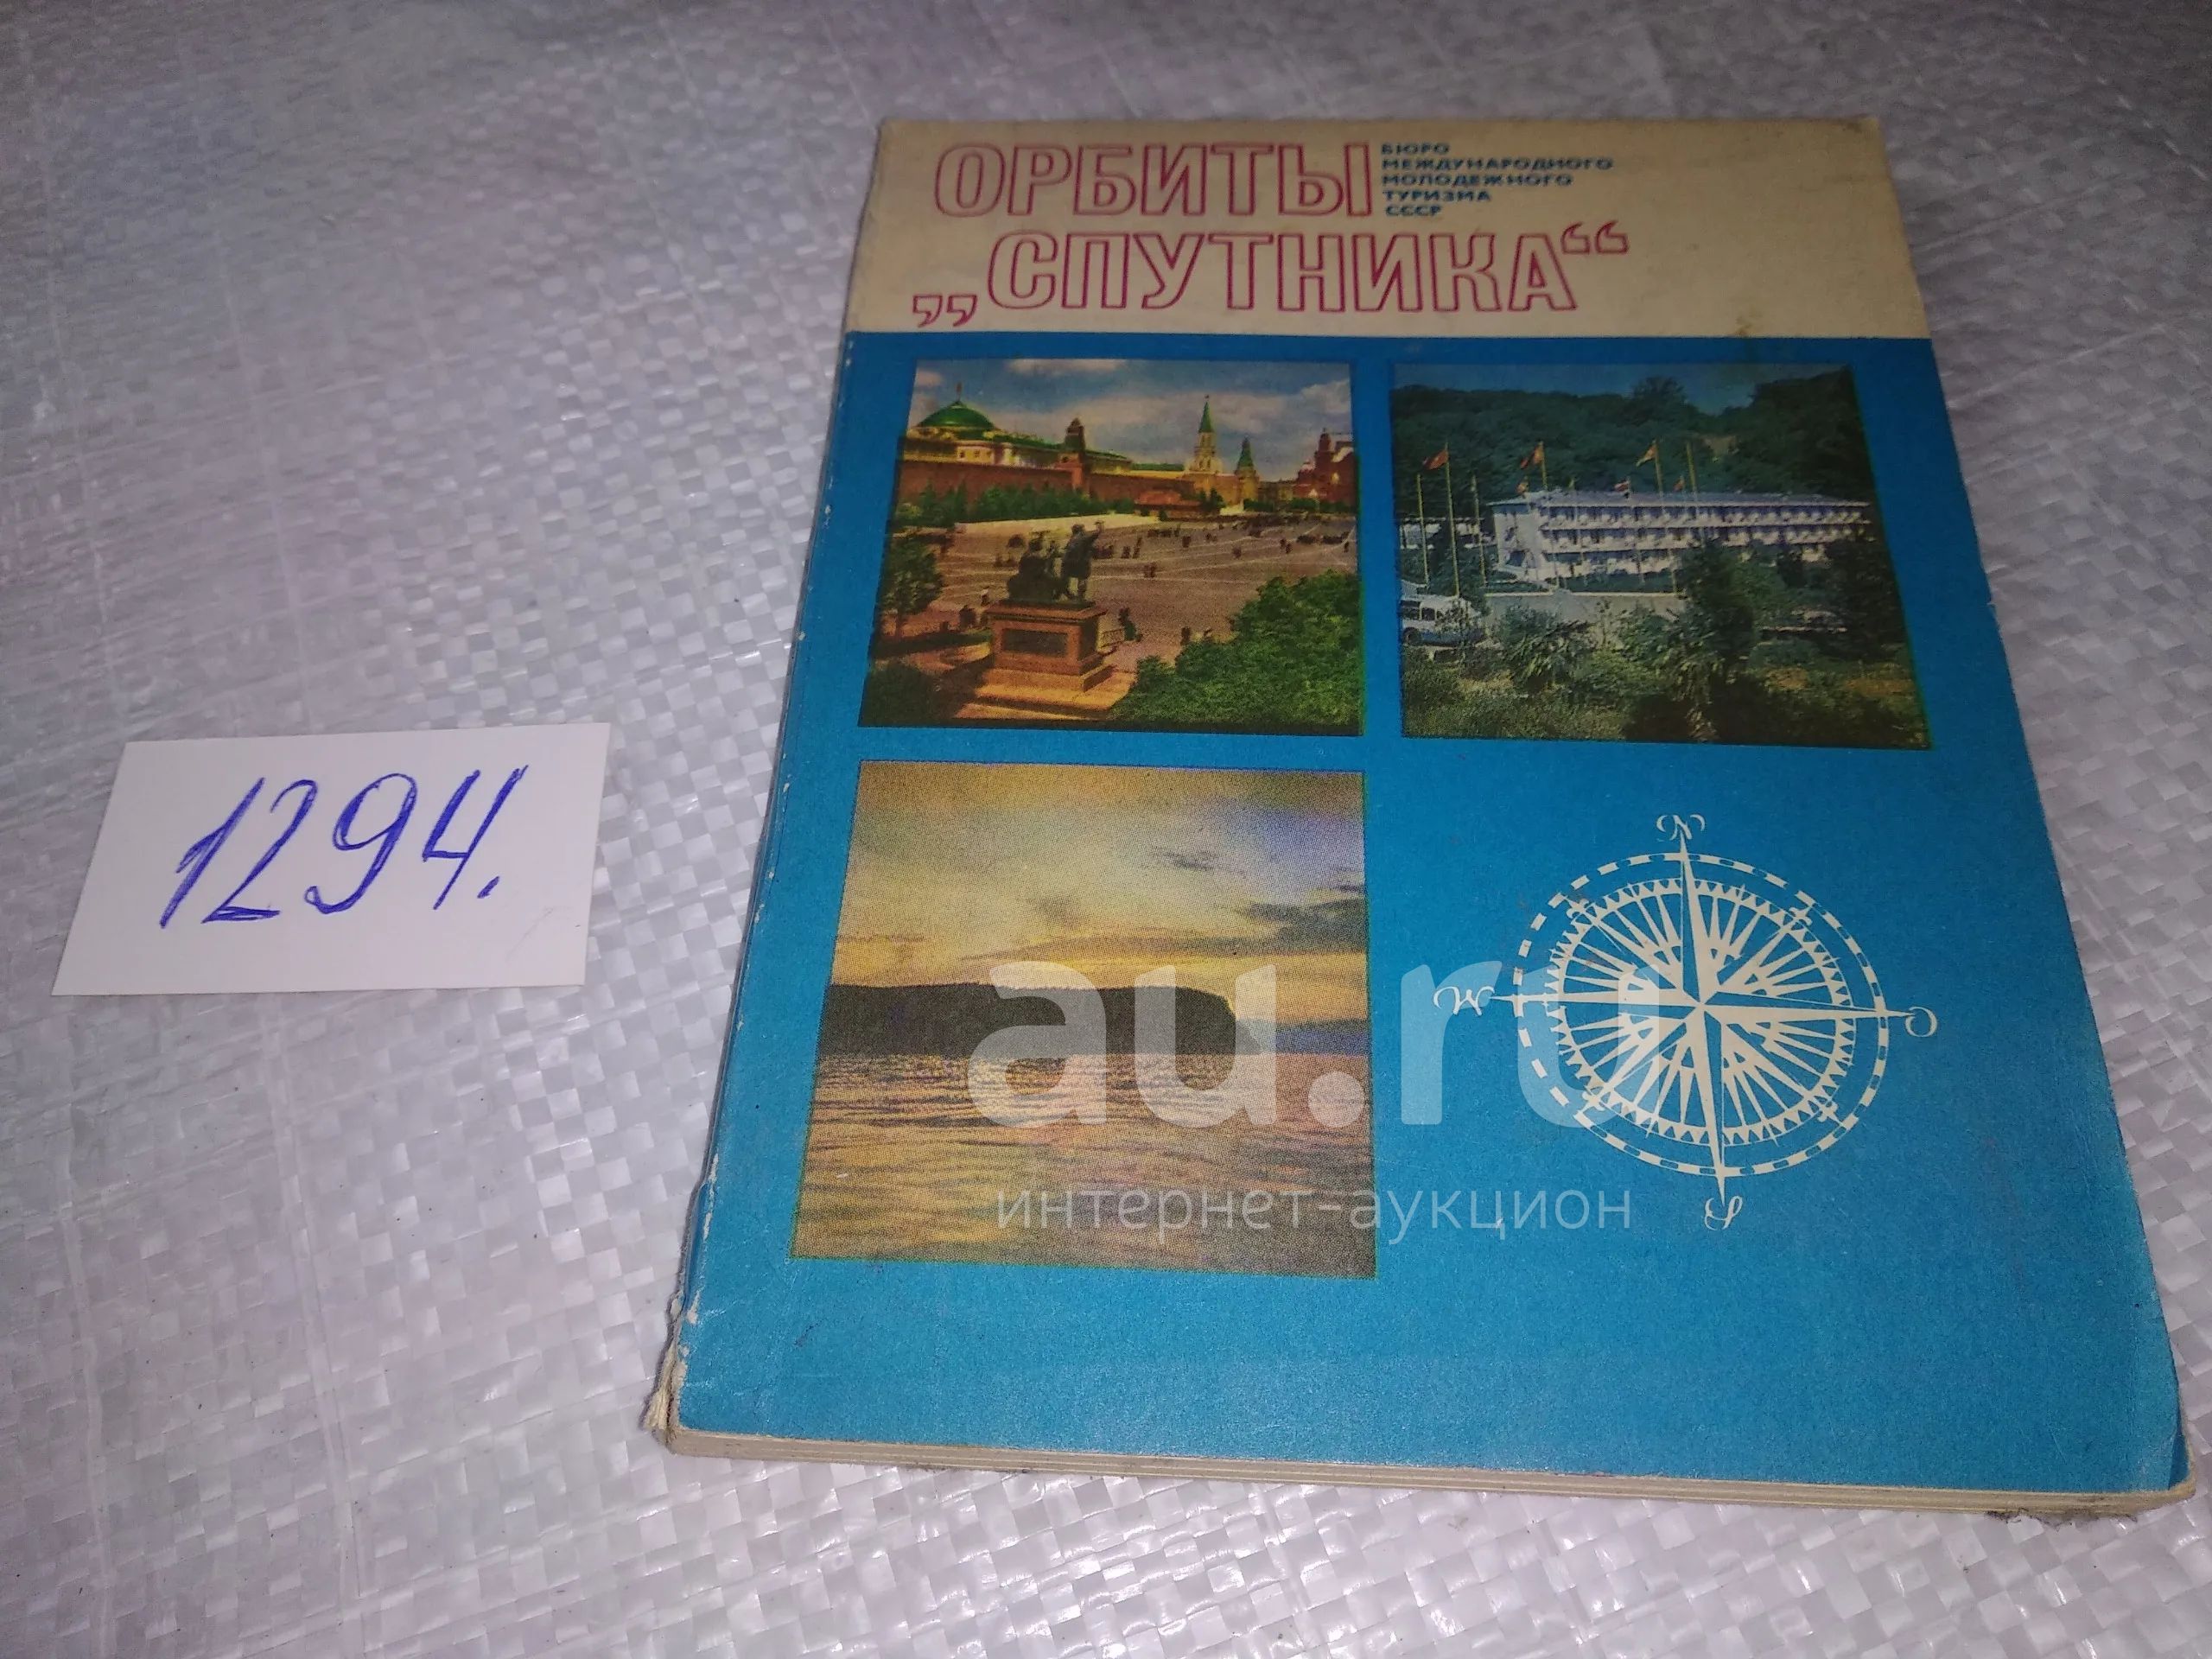 ОРБИТЫ
БЮРО
МЕЖДУНАРОДНОГО
МОЛОДЕЖНОГО
ТУРИЗМА
СССР
„СПУТНИКА“
1294.
N
au.ru
интернет-аукцион